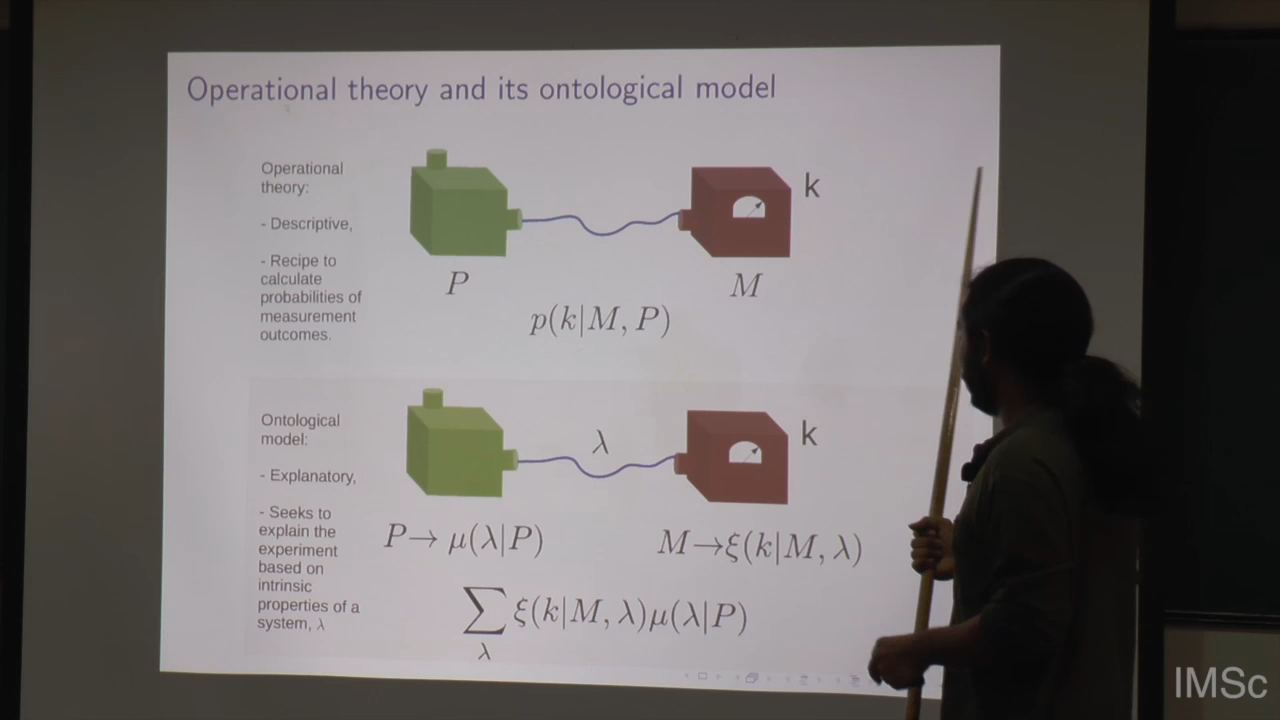 Operational theory and its ontological model
Operational
theory:
- Descriptive,
- Recipe to
calculate
probabilities of
measurement
outcomes.
k
P
M
p(k|M, P)
Ontological
model:
- Explanatory,
- Seeks to
explain the
experiment
based on
intrinsic
properties of a
system, λ
λ
k
P→ μ(λ|P)
M→ξ(k|M, λ)
∑ ξ(k|M, λ)μ(λ|P)
λ
IMSc